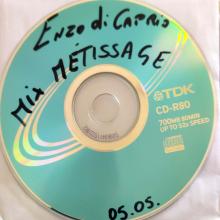 ENZO di CAPRIO
MIX MÉTISSAGE
TDK
CD-R80
700MB 80MIN
UP TO 52x SPEED
05.05.